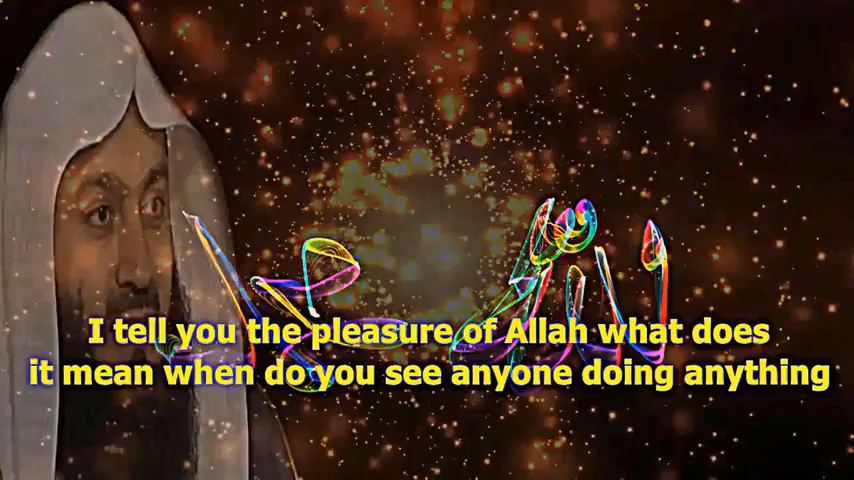 I tell you the pleasure of Allah what does
it mean when do you see anyone doing anything